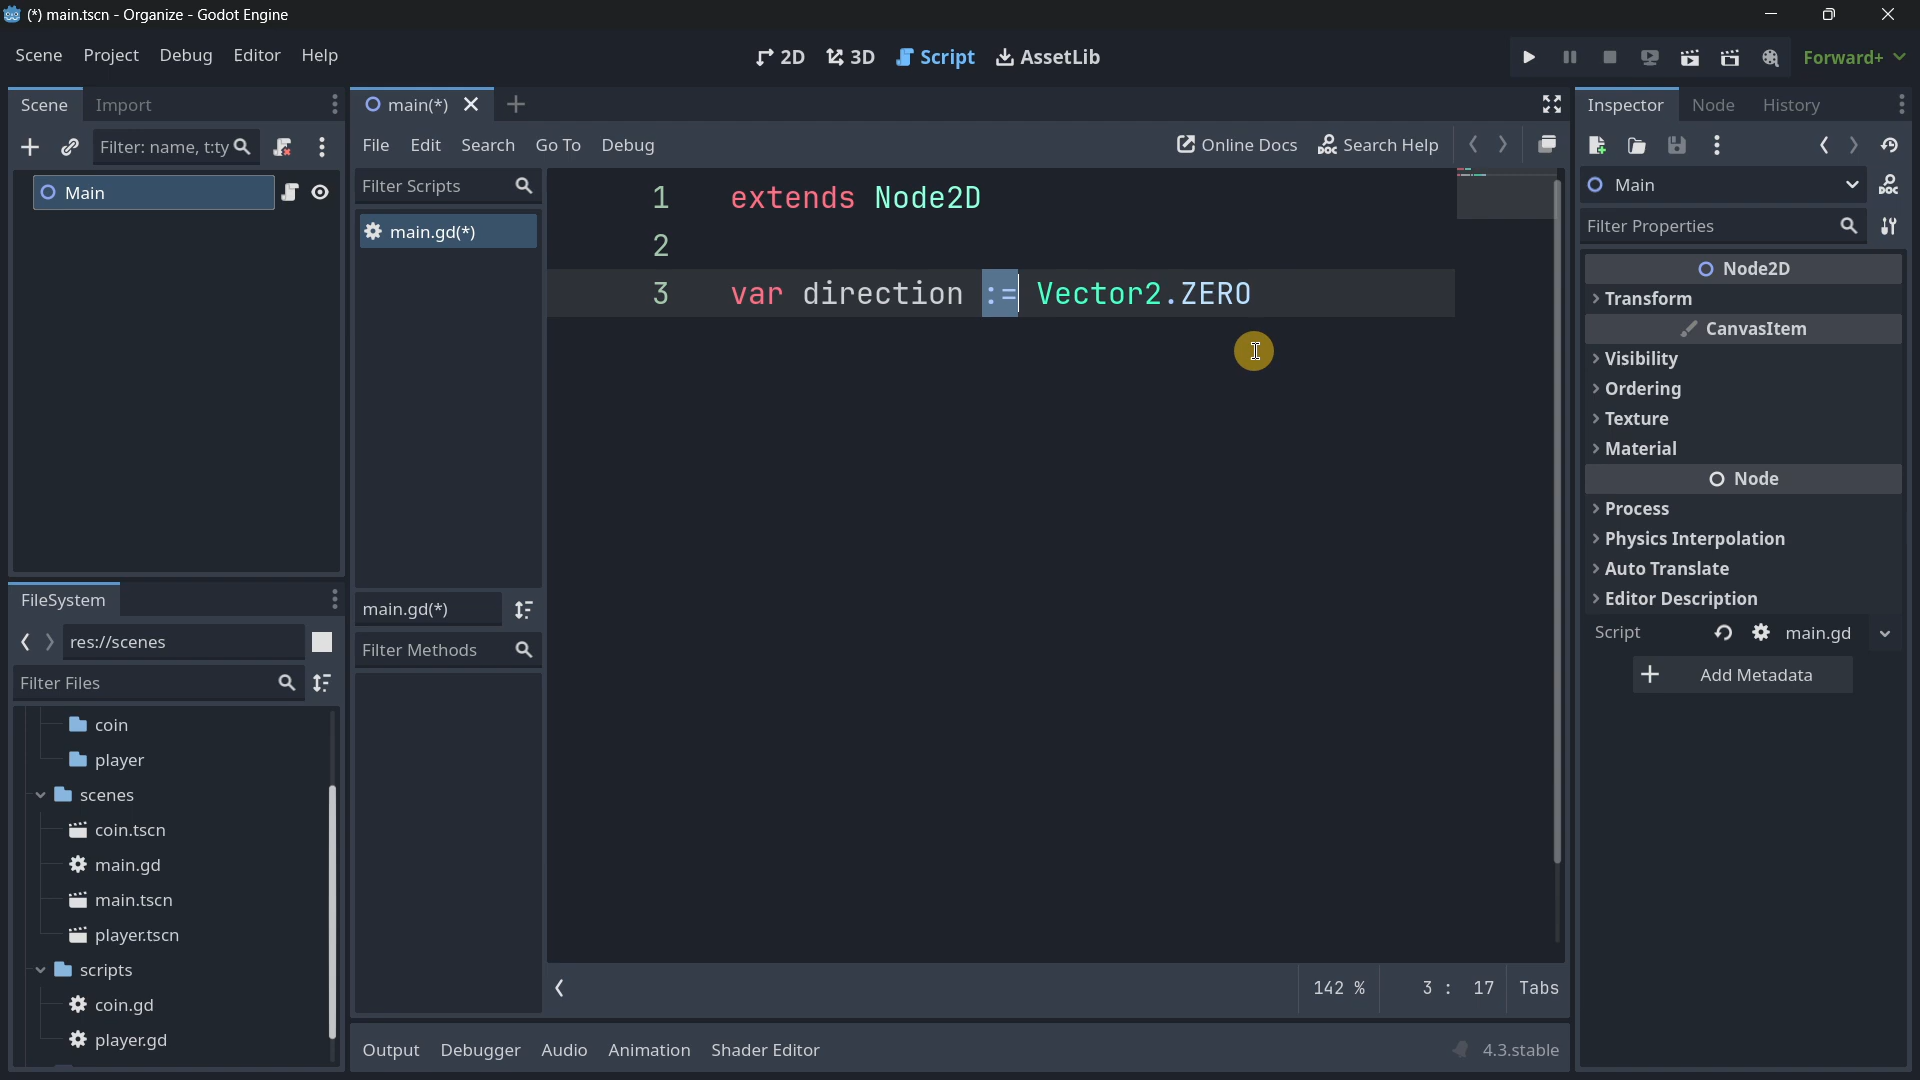 (*) main.tscn - Organize - Godot Engine
Scene Project Debug Editor Help
2D 3D Script AssetLib
Forward+
Scene Import
Filter: name, t:ty
Main
FileSystem
res://scenes
Filter Files
coin
player
scenes
coin.tscn
main.gd
main.tscn
player.tscn
scripts
coin.gd
player.gd
main(*)
File Edit Search Go To Debug
Online Docs Search Help
Filter Scripts
main.gd(*)
main.gd(*)
Filter Methods
1 extends Node2D
2
3 var direction := Vector2.ZERO
142 % 3 : 17 Tabs
Output Debugger Audio Animation Shader Editor
4.3.stable
Inspector Node History
Main
Filter Properties
Node2D
Transform
CanvasItem
Visibility
Ordering
Texture
Material
Node
Process
Physics Interpolation
Auto Translate
Editor Description
Script main.gd
Add Metadata